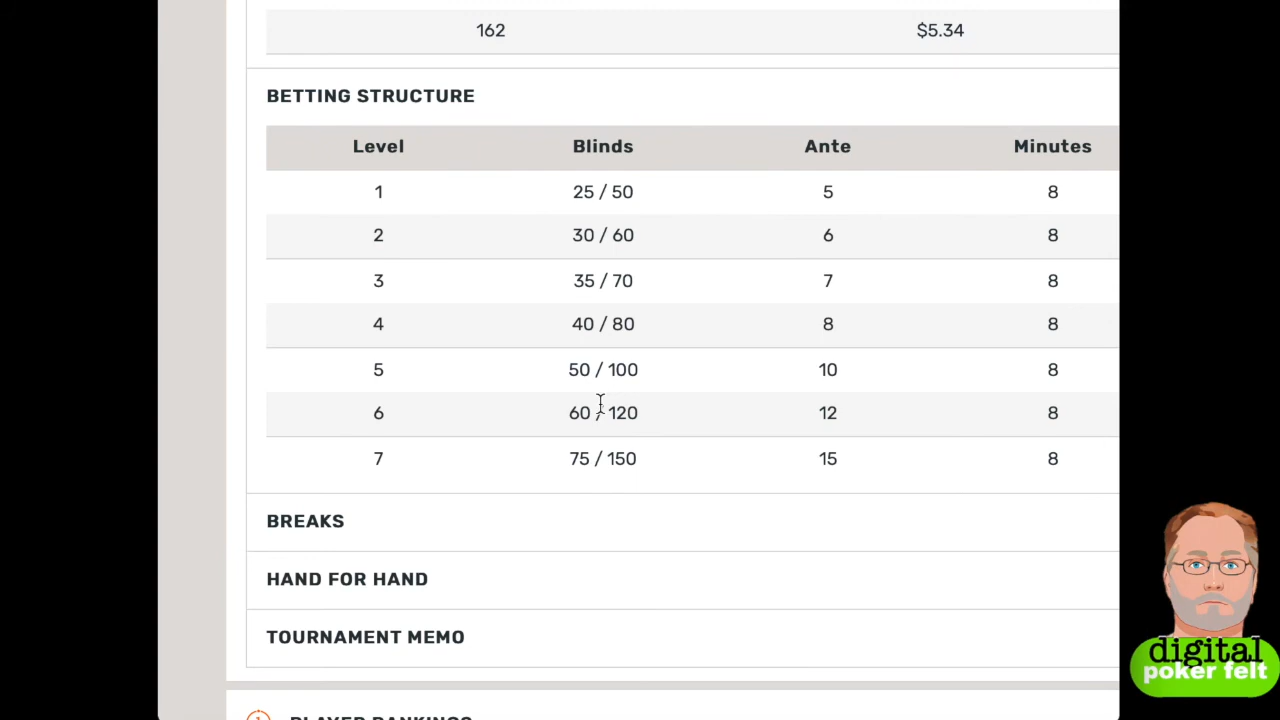 162 $5.34
BETTING STRUCTURE
Level Blinds Ante Minutes
1 25 / 50 5 8
2 30 / 60 6 8
3 35 / 70 7 8
4 40 / 80 8 8
5 50 / 100 10 8
6 60 / 120 12 8
7 75 / 150 15 8
BREAKS
HAND FOR HAND
TOURNAMENT MEMO
digital
poker felt
PLAYER RANKINGS